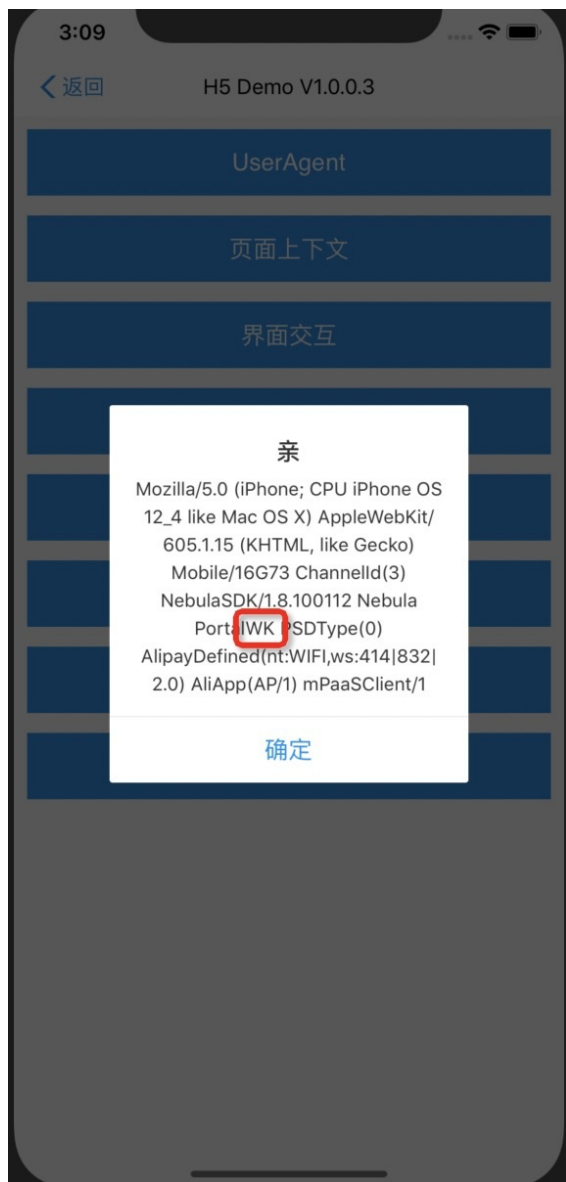 3:09
返回
H5 Demo V1.0.0.3
UserAgent
页面上下文
界面交互
亲
Mozilla/5.0 (iPhone; CPU iPhone OS
12_4 like Mac OS X) AppleWebKit/
605.1.15 (KHTML, like Gecko)
Mobile/16G73 ChannelId(3)
NebulaSDK/1.8.100112 Nebula
PortalWK PSDType(0)
AlipayDefined(nt:WIFI,ws:414|832|
2.0) AliApp(AP/1) mPaaSClient/1
确定